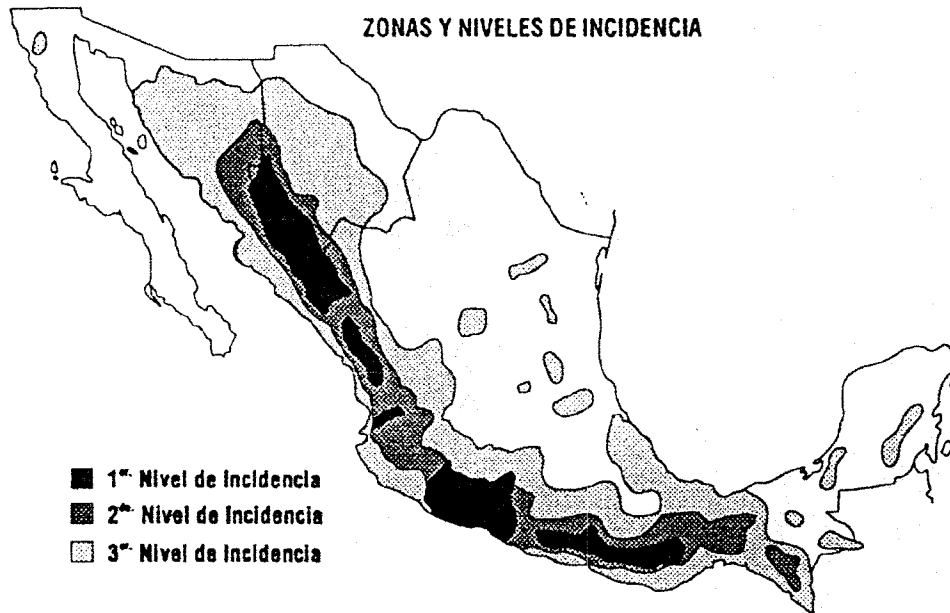 ZONAS Y NIVELES DE INCIDENCIA
1er. Nivel de Incidencia
2do. Nivel de Incidencia
3er. Nivel de Incidencia